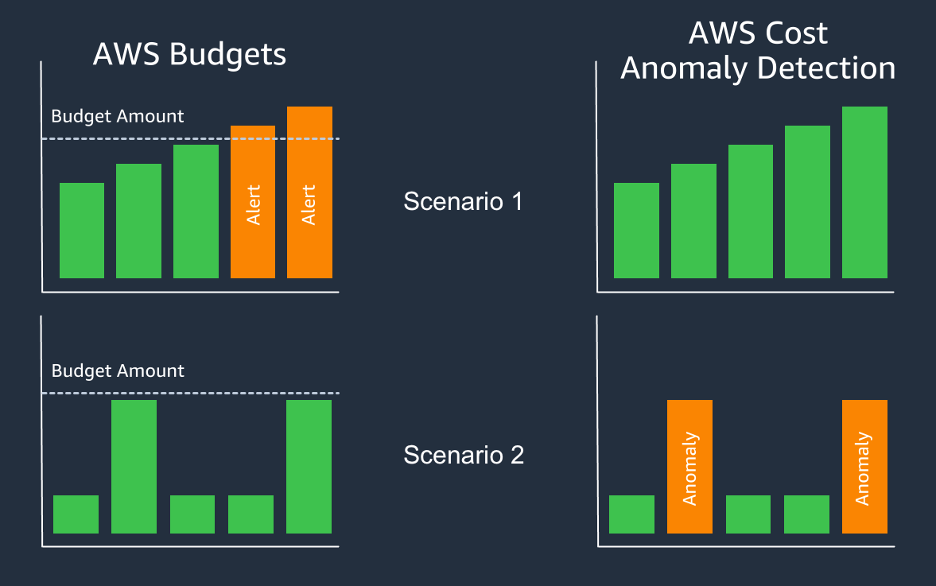 AWS Budgets
AWS Cost
Anomaly Detection
Budget Amount
Alert
Alert
Scenario 1
Budget Amount
Scenario 2
Anomaly
Anomaly